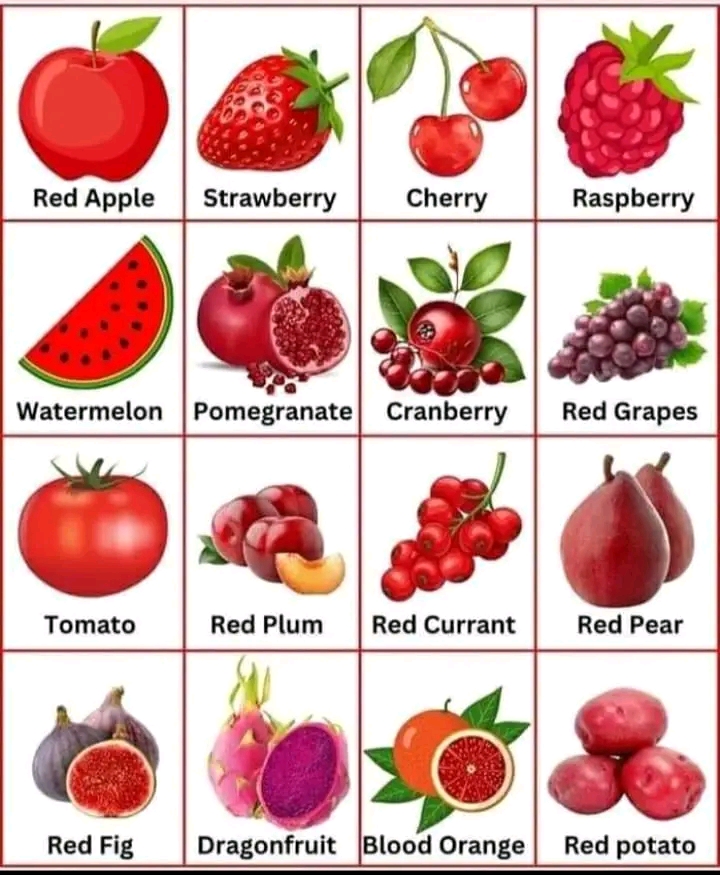 Red Apple
Strawberry
Cherry
Raspberry
Watermelon
Pomegranate
Cranberry
Red Grapes
Tomato
Red Plum
Red Currant
Red Pear
Red Fig
Dragonfruit
Blood Orange
Red potato